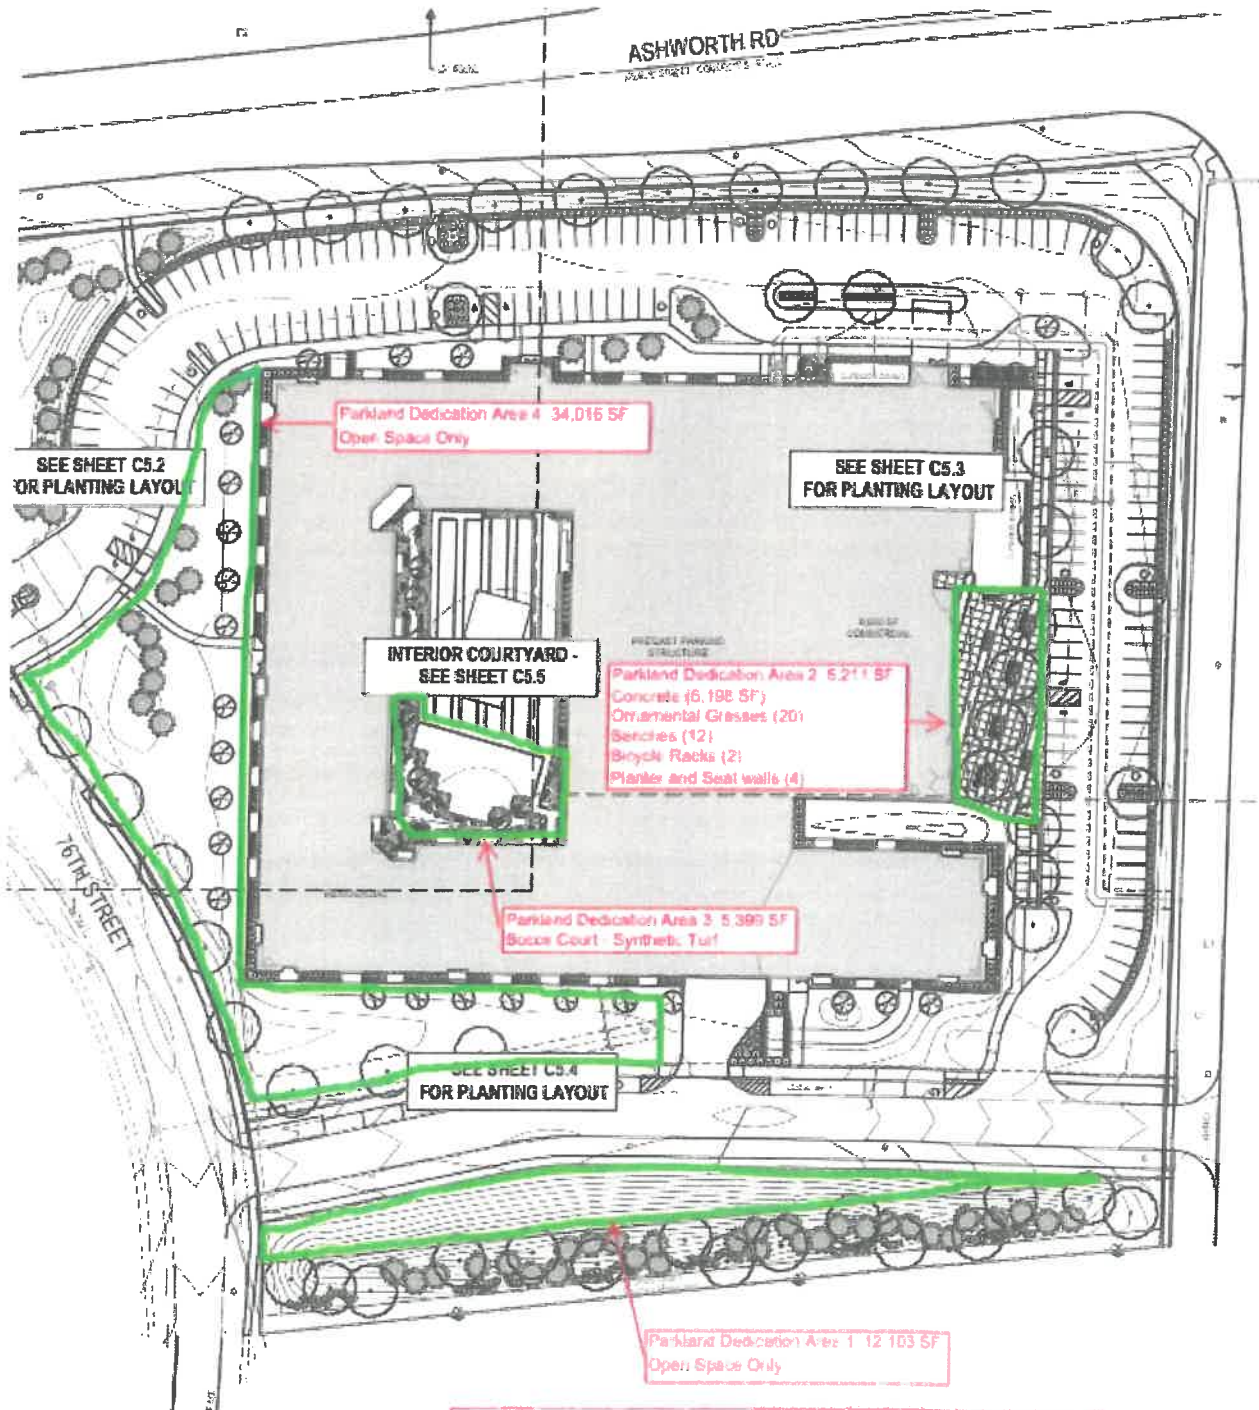 ASHWORTH RD
Parkland Dedication Area 4 34,016 SF
Open Space Only
SEE SHEET C5.2
FOR PLANTING LAYOUT
SEE SHEET C5.3
FOR PLANTING LAYOUT
INTERIOR COURTYARD -
SEE SHEET C5.5
PRECAST PARKING
STRUCTURE
COMMERCIAL
Parkland Dedication Area 2 6,211 SF
Concrete (6,198 SF)
Ornamental Grasses (20)
Benches (12)
Bicycle Racks (2)
Planter and Seat walls (4)
76TH STREET
Parkland Dedication Area 3 5,399 SF
Bocce Court - Synthetic Turf
SEE SHEET C5.4
FOR PLANTING LAYOUT
Parkland Dedication Area 1 12,103 SF
Open Space Only